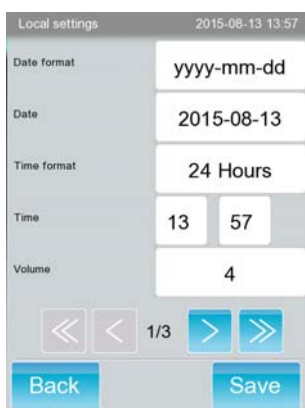 Local settings 2015-08-13 13:57
Date format yyyy-mm-dd
Date 2015-08-13
Time format 24 Hours
Time 13 57
Volume 4
1/3
Back Save